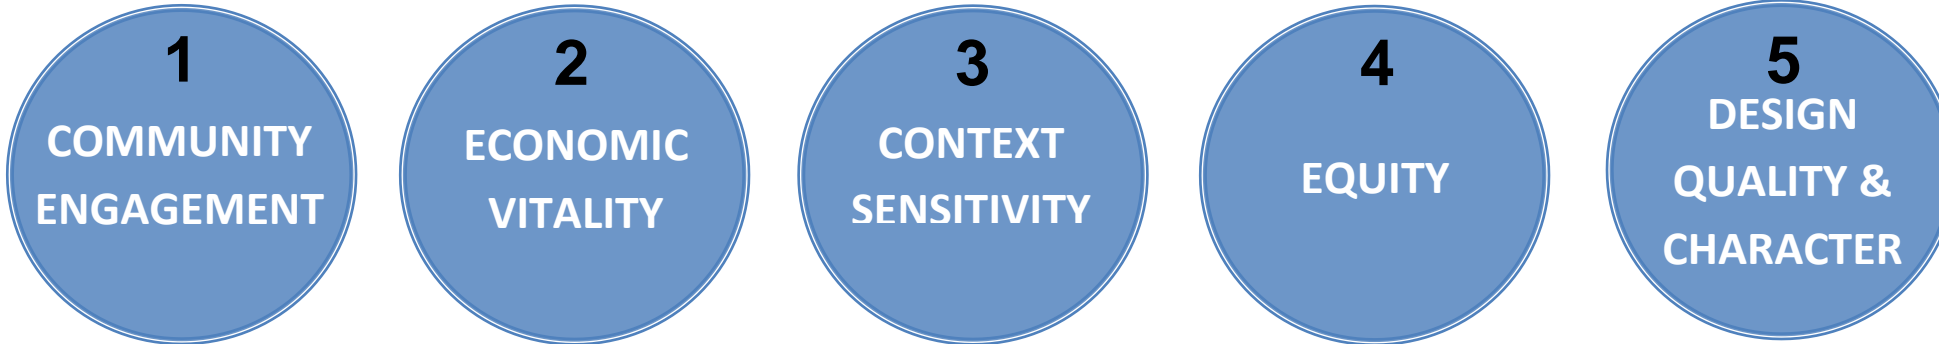 1
COMMUNITY
ENGAGEMENT
2
ECONOMIC
VITALITY
3
CONTEXT
SENSITIVITY
4
EQUITY
5
DESIGN
QUALITY &
CHARACTER